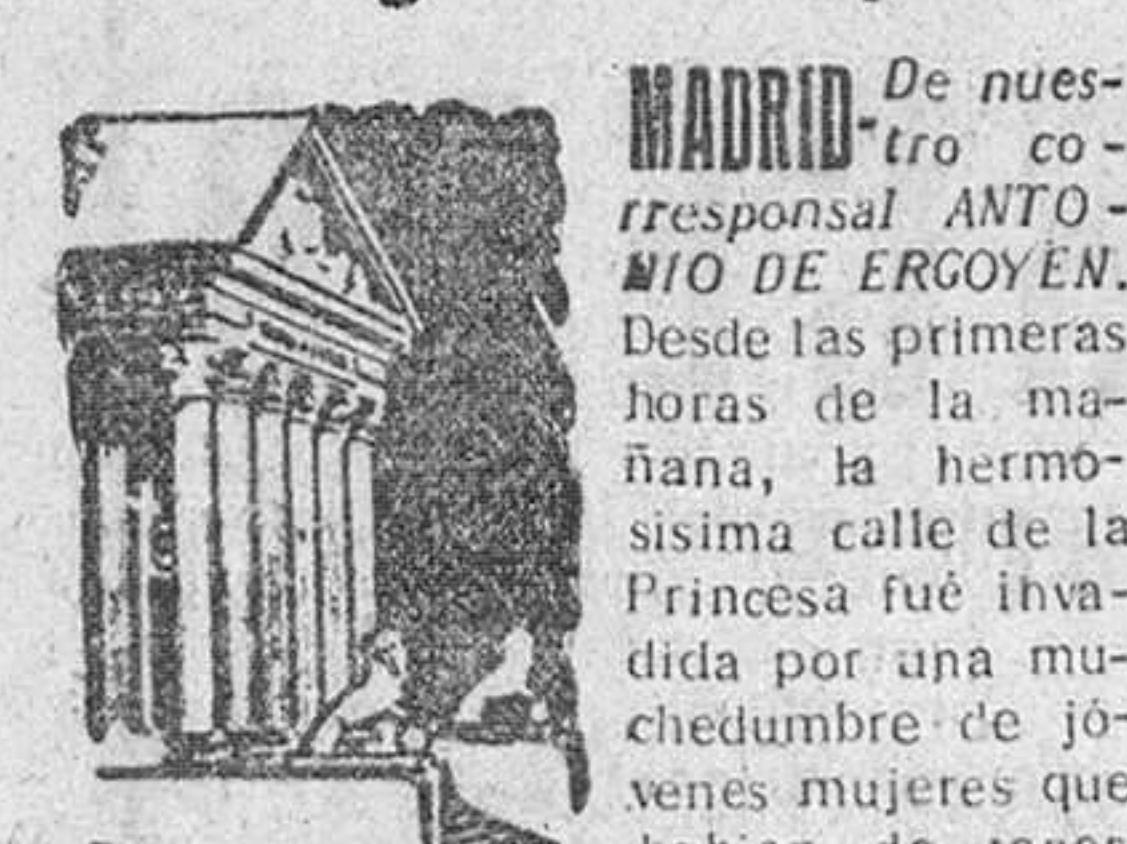 MADRID- De nues-
tro co-
rresponsal ANTO-
NIO DE ERGOYEN.
Desde las primeras
horas de la ma-
ñana, la hermo-
sisima calle de la
Princesa fué inva-
dida por una mu-
chedumbre de jó-
venes mujeres que